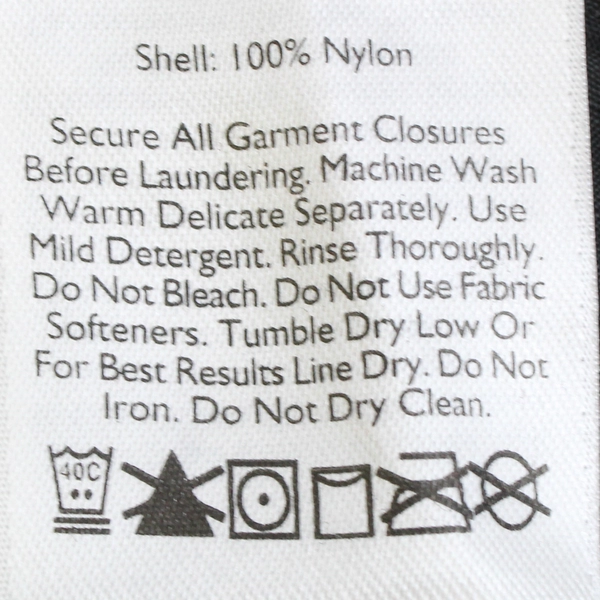 Shell: 100% Nylon
Secure All Garment Closures
Before Laundering. Machine Wash
Warm Delicate Separately. Use
Mild Detergent. Rinse Thoroughly.
Do Not Bleach. Do Not Use Fabric
Softeners. Tumble Dry Low Or
For Best Results Line Dry. Do Not
Iron. Do Not Dry Clean.
40C